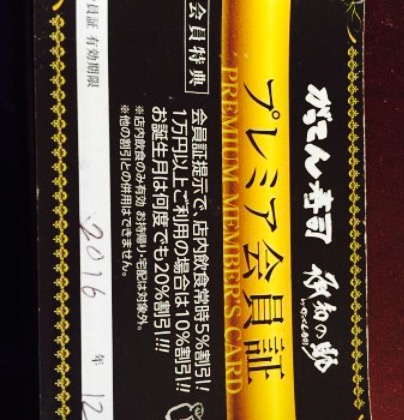 がってん寿司 承知の助
プレミア会員証
PREMIUM MEMBER'S CARD
会員特典
会員証提示で、店内飲食常時5%割引!
1万円以上ご利用の場合は10%割引!!
お誕生月は何度でも20%割引!!!
※店内飲食のみ有効 お持帰り・宅配は対象外。
※他の割引との併用はできません。
員証 有効期限
2016 年 12